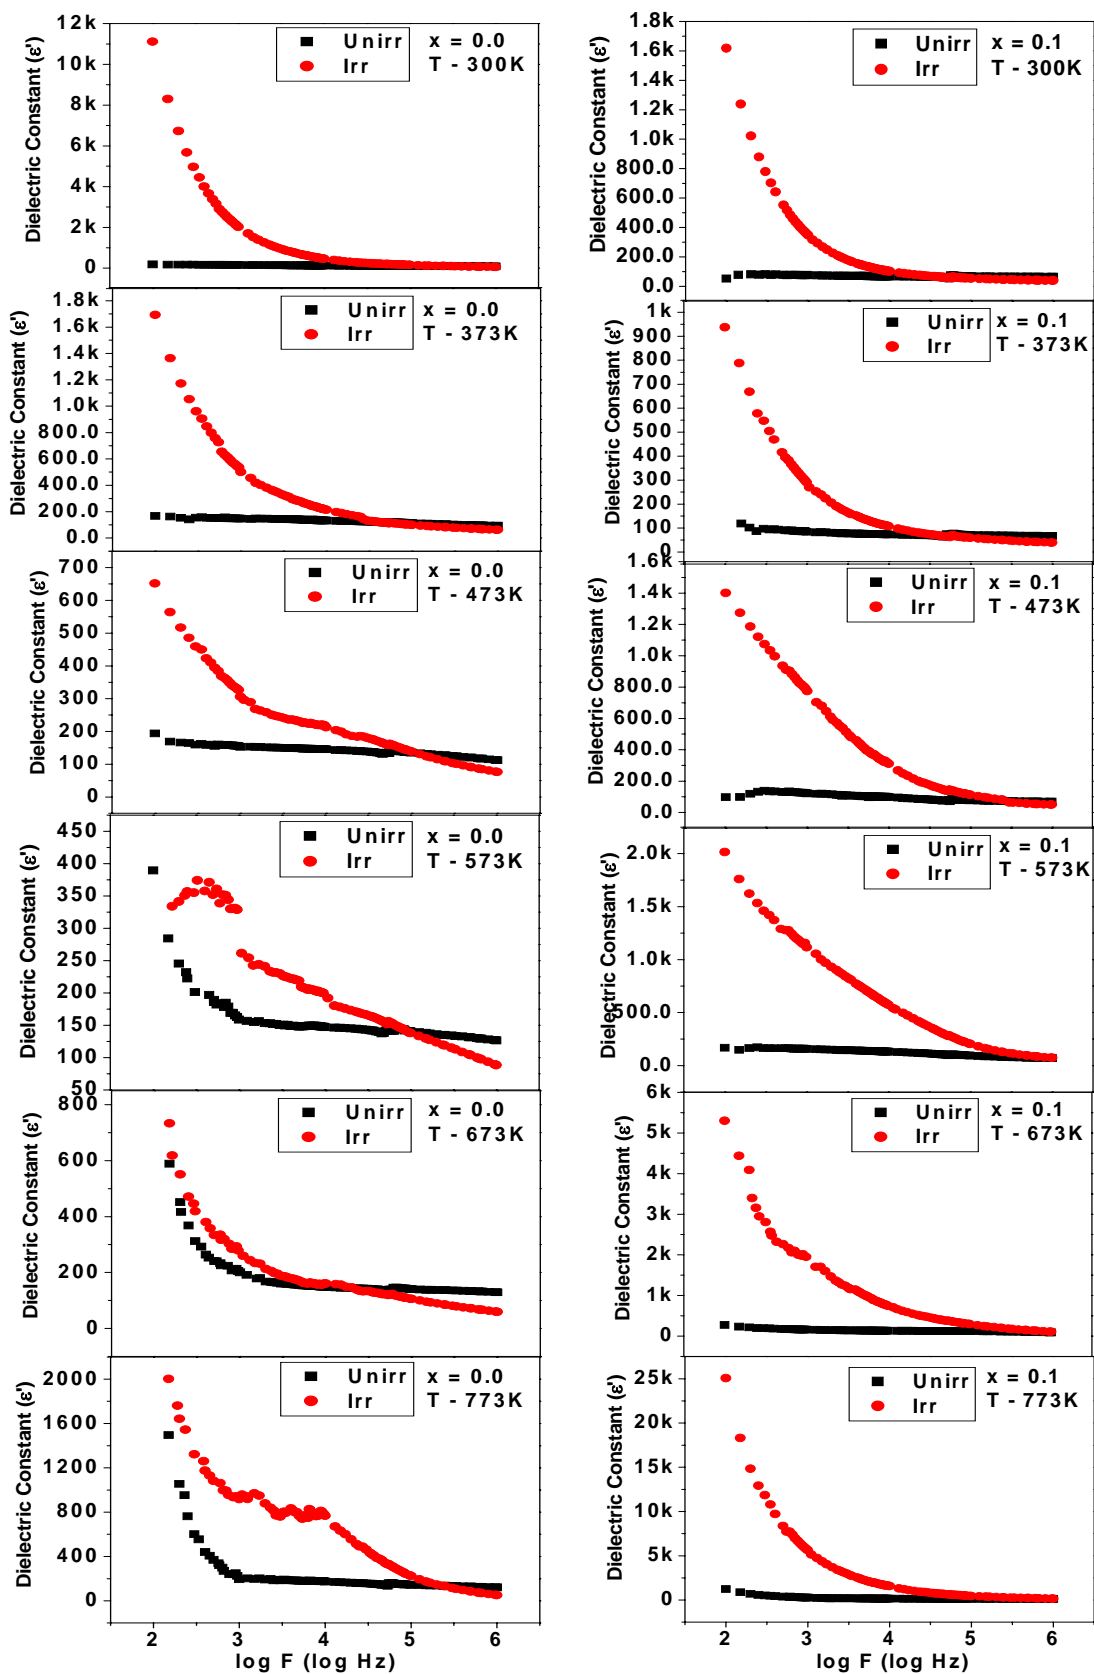 12k
10k
8k
6k
4k
2k
0
Dielectric Constant (ε')
Unirr
Irr
x = 0.0
T - 300K
1.8k
1.6k
1.4k
1.2k
1.0k
800.0
600.0
400.0
200.0
0.0
Dielectric Constant (ε')
Unirr
Irr
x = 0.1
T - 300K
1.8k
1.6k
1.4k
1.2k
1.0k
800.0
600.0
400.0
200.0
0.0
Dielectric Constant (ε')
Unirr
Irr
x = 0.0
T - 373K
1k
900
800
700
600
500
400
300
200
100
0
Dielectric Constant (ε')
Unirr
Irr
x = 0.1
T - 373K
700
600
500
400
300
200
100
0
Dielectric Constant (ε')
Unirr
Irr
x = 0.0
T - 473K
1.6k
1.4k
1.2k
1.0k
800.0
600.0
400.0
200.0
0.0
Dielectric Constant (ε')
Unirr
Irr
x = 0.1
T - 473K
450
400
350
300
250
200
150
100
50
Dielectric Constant (ε')
Unirr
Irr
x = 0.0
T - 573K
2.0k
1.5k
1.0k
500.0
0.0
Dielectric Constant (ε')
Unirr
Irr
x = 0.1
T - 573K
800
600
400
200
0
Dielectric Constant (ε')
Unirr
Irr
x = 0.0
T - 673K
6k
5k
4k
3k
2k
1k
0
Dielectric Constant (ε')
Unirr
Irr
x = 0.1
T - 673K
2000
1600
1200
800
400
0
Dielectric Constant (ε')
Unirr
Irr
x = 0.0
T - 773K
2 3 4 5 6
log F (log Hz)
25k
20k
15k
10k
5k
0
Dielectric Constant (ε')
Unirr
Irr
x = 0.1
T - 773K
2 3 4 5 6
log F (log Hz)